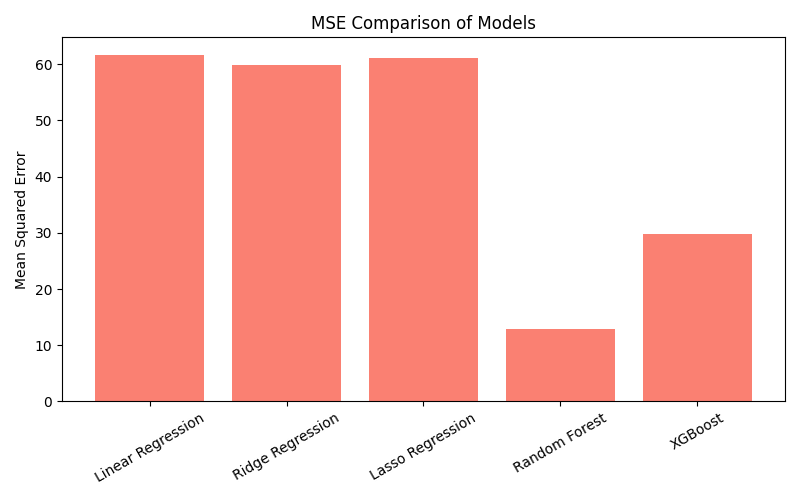 MSE Comparison of Models
Mean Squared Error
60
50
40
30
20
10
0
Linear Regression
Ridge Regression
Lasso Regression
Random Forest
XGBoost